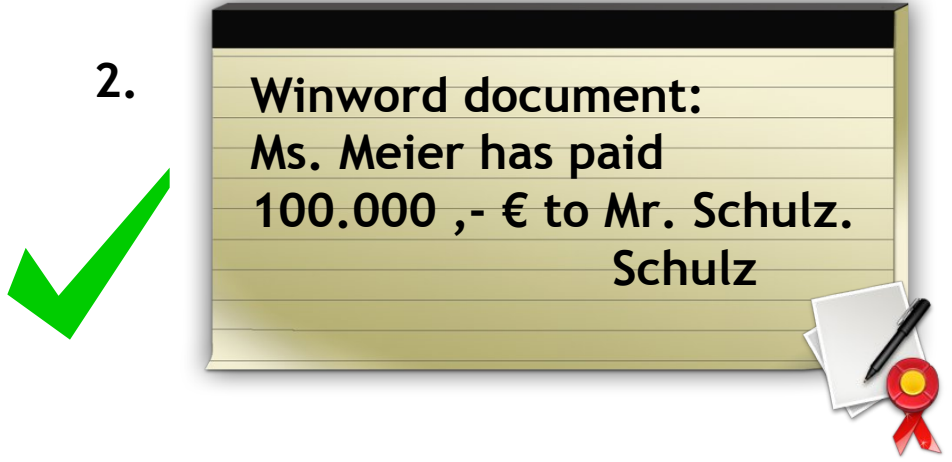 2.
Winword document:
Ms. Meier has paid
100.000 ,- € to Mr. Schulz.
Schulz